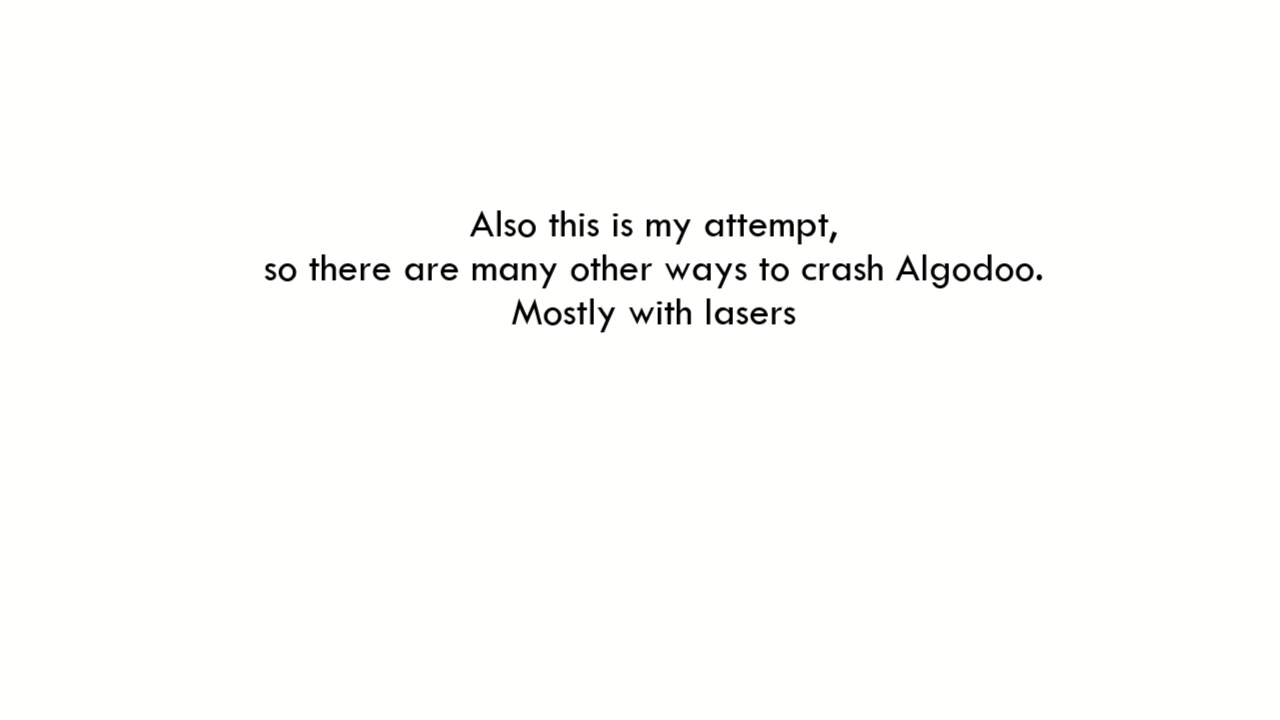 Also this is my attempt,
so there are many other ways to crash Algodoo.
Mostly with lasers